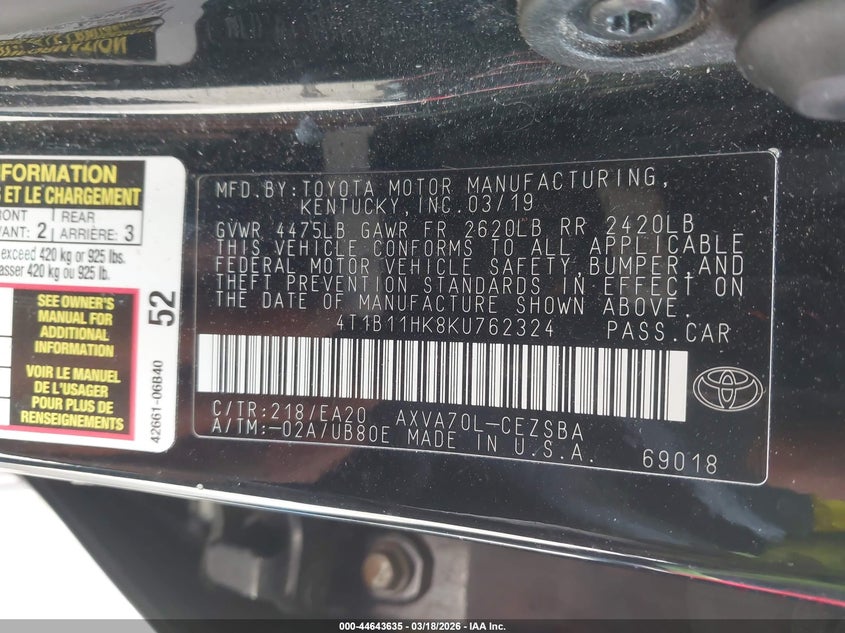 NFORMATION
S ET LE CHARGEMENT
RONT
VANT: 2
REAR
ARRIÈRE: 3
exceed 420 kg or 925 lbs.
asser 420 kg ou 925 lb.
SEE OWNER'S
MANUAL FOR
ADDITIONAL
INFORMATION
VOIR LE MANUEL
DE L'USAGER
POUR PLUS DE
RENSEIGNEMENTS
52
42661-06B40
MFD.BY:TOYOTA MOTOR MANUFACTURING,
KENTUCKY,INC.03/19
GVWR 4475LB GAWR FR 2620LB RR 2420LB
THIS VEHICLE CONFORMS TO ALL APPLICABLE
FEDERAL MOTOR VEHICLE SAFETY,BUMPER,AND
THEFT PREVENTION STANDARDS IN EFFECT ON
THE DATE OF MANUFACTURE SHOWN ABOVE.
4T1B11HK8KU762324 PASS.CAR
C/TR:218/EA20 AXVA70L-CEZSBA
A/TM:-02A/UB80E MADE IN U.S.A. 69018
000-44643635 - 03/18/2026 - IAA Inc.